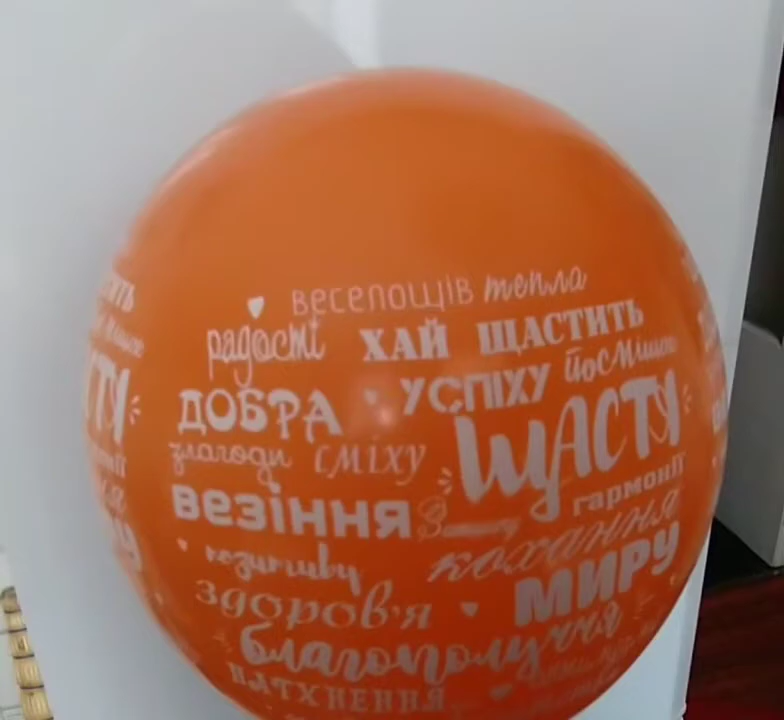 веселощів тепла
радості ХАЙ ЩАСТИТЬ
ДОБРА УСПІХУ посмішок
злагоди сміху ЩАСТЯ
везіння гармонії
позитиву кохання
здоров'я МИРУ
благополуччя
НАТХНЕННЯ